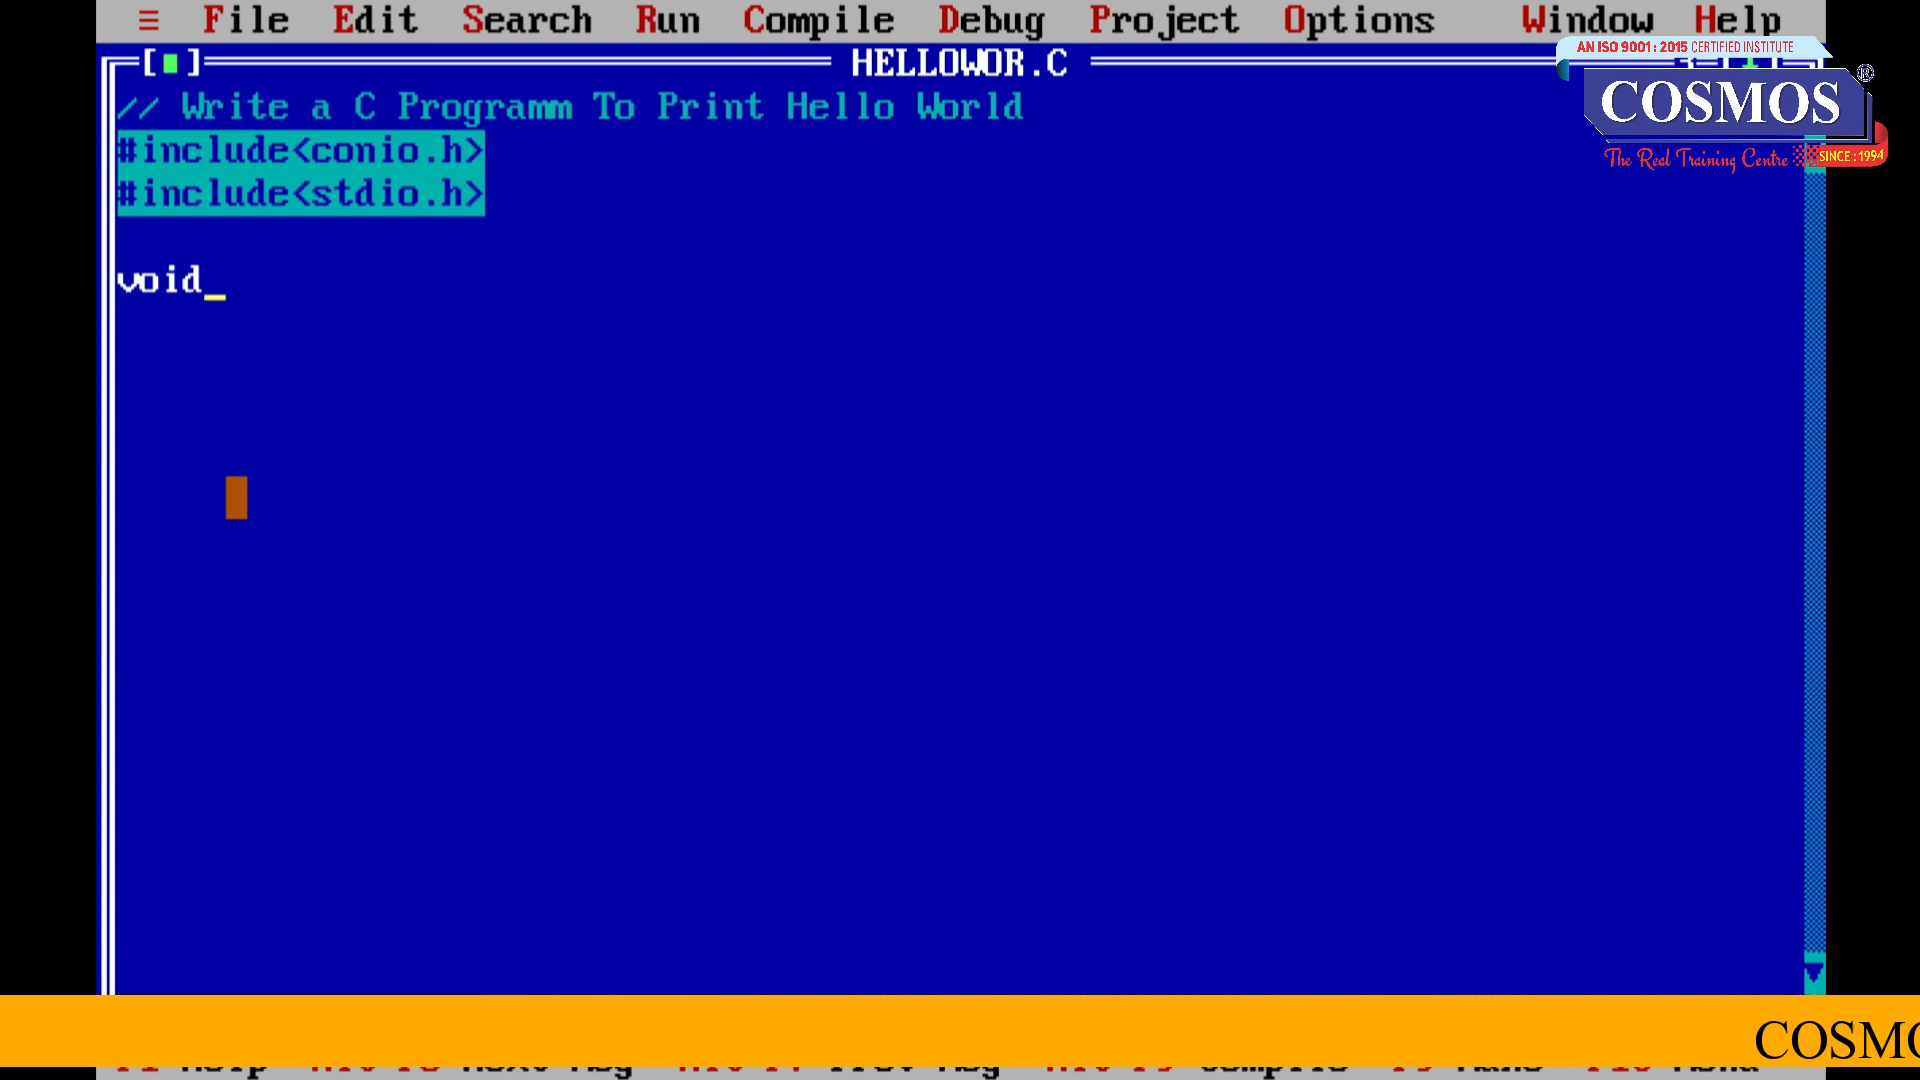 ≡ File Edit Search Run Compile Debug Project Options Window Help
HELLOWOR.C
AN ISO 9001 : 2015 CERTIFIED INSTITUTE
COSMOS ®
The Real Training Centre
SINCE : 1994
// Write a C Programm To Print Hello World
#include<conio.h>
#include<stdio.h>
void_
COSMO